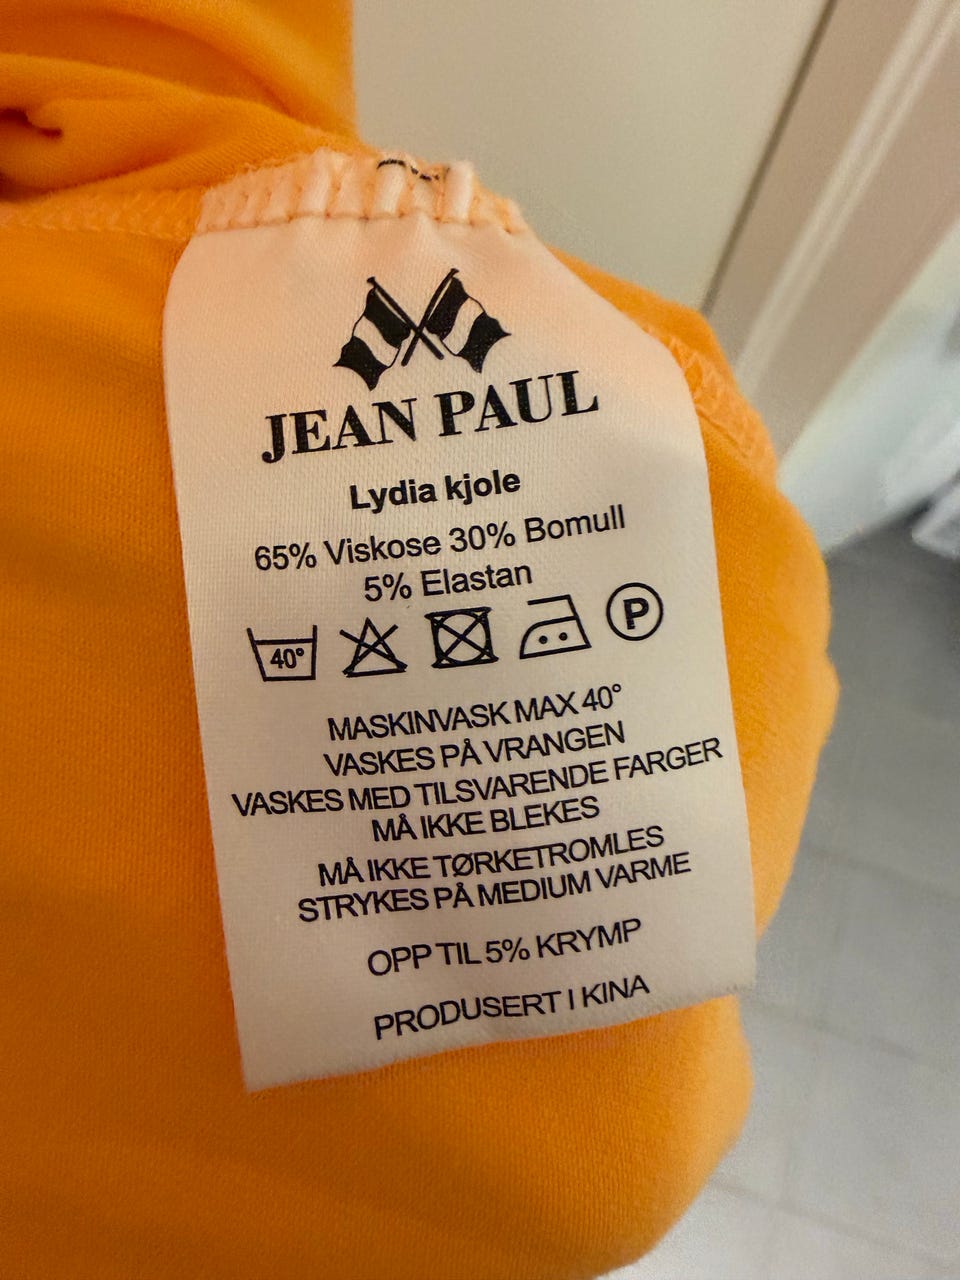 JEAN PAUL
Lydia kjole
65% Viskose 30% Bomull
5% Elastan
40° P
MASKINVASK MAX 40°
VASKES PÅ VRANGEN
VASKES MED TILSVARENDE FARGER
MÅ IKKE BLEKES
MÅ IKKE TØRKETROMLES
STRYKES PÅ MEDIUM VARME
OPP TIL 5% KRYMP
PRODUSERT I KINA